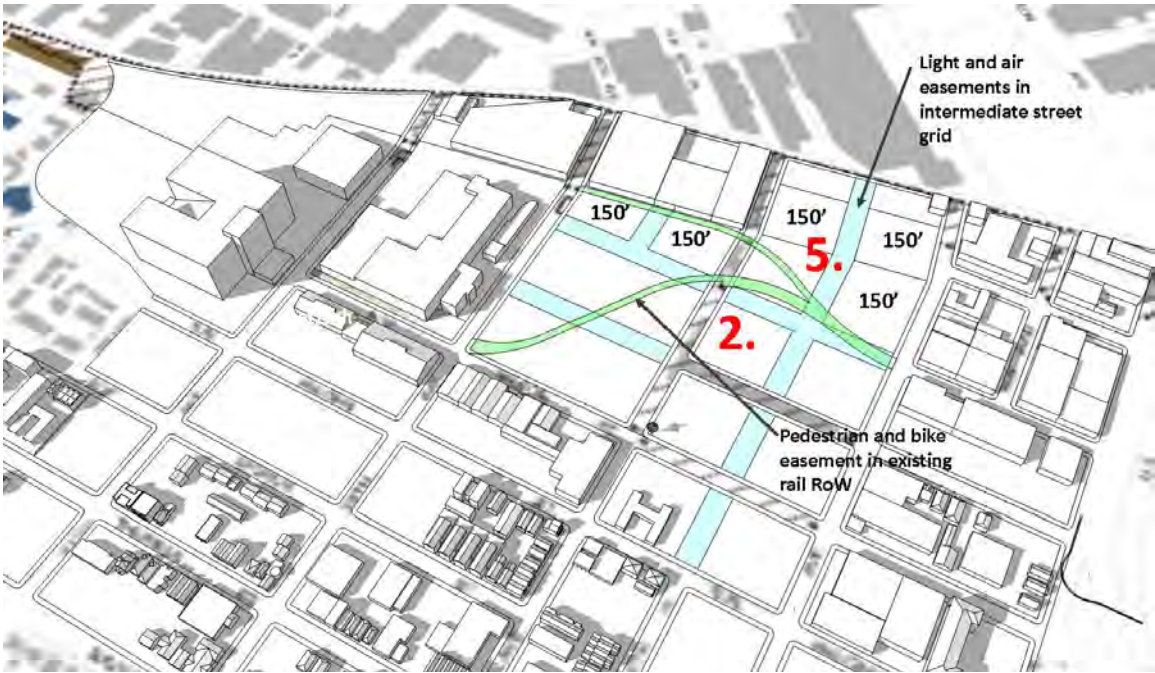 Light and air
easements in
intermediate street
grid
150’
150’
150’
150’
5.
150’
2.
Pedestrian and bike
easement in existing
rail RoW